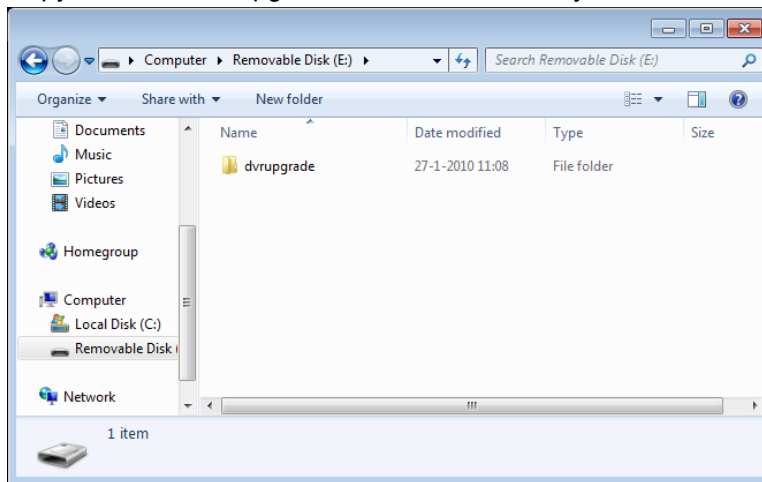 Computer ▸ Removable Disk (E:) ▸
Search Removable Disk (E:)
Organize ▾ Share with ▾ New folder
Documents
Music
Pictures
Videos
Homegroup
Computer
Local Disk (C:)
Removable Disk
Network
Name Date modified Type Size
dvrupgrade 27-1-2010 11:08 File folder
1 item